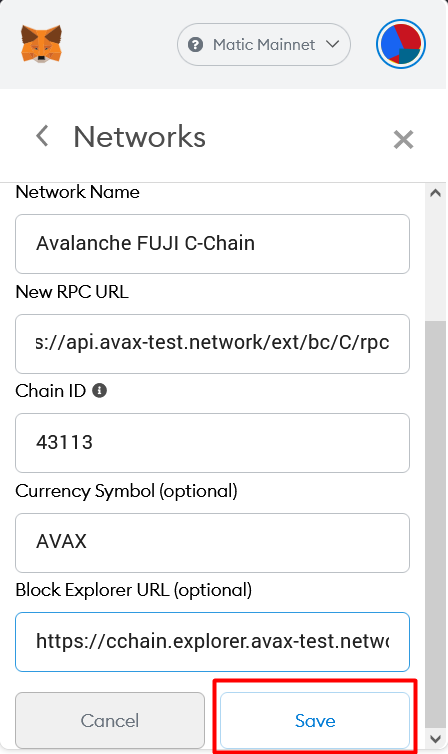 Matic Mainnet
Networks
Network Name
Avalanche FUJI C-Chain
New RPC URL
s://api.avax-test.network/ext/bc/C/rpc
Chain ID
43113
Currency Symbol (optional)
AVAX
Block Explorer URL (optional)
https://cchain.explorer.avax-test.netwo
Cancel
Save